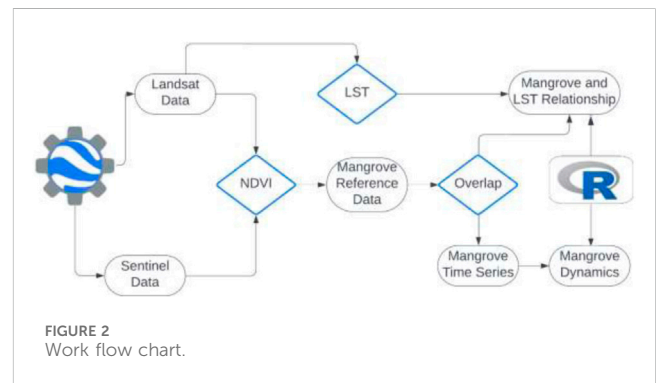 Landsat
Data
LST
Mangrove and
LST Relationship
NDVI
Mangrove
Reference
Data
Overlap
R
Sentinel
Data
Mangrove
Time Series
Mangrove
Dynamics
FIGURE 2
Work flow chart.